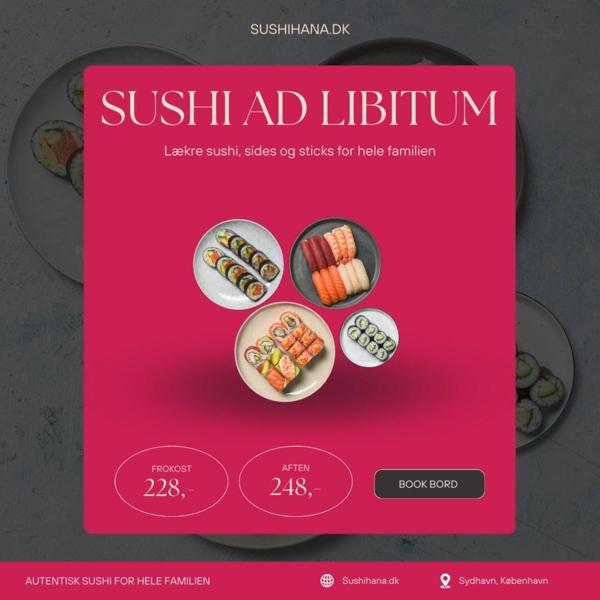 SUSHIHANA.DK
SUSHI AD LIBITUM
Lækre sushi, sides og sticks for hele familien
FROKOST
228,-
AFTEN
248,-
BOOK BORD
AUTENTISK SUSHI FOR HELE FAMILIEN
Sushihana.dk
Sydhavn, København